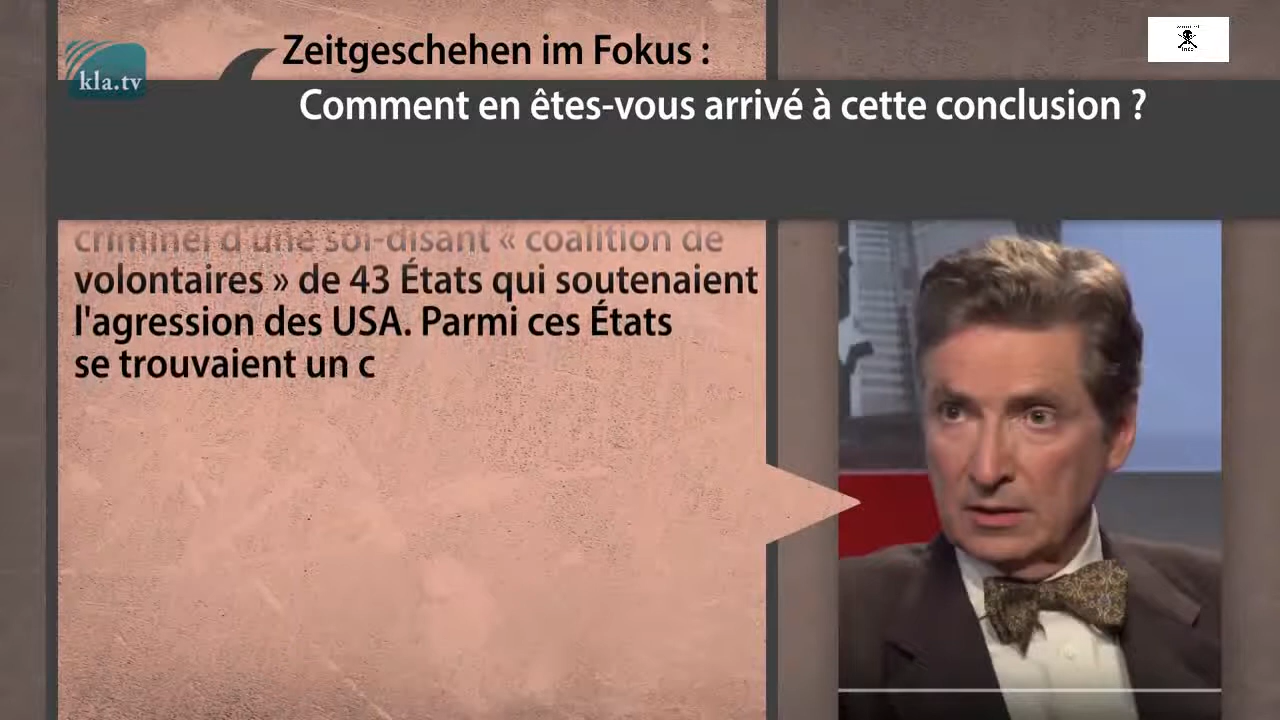 Zeitgeschehen im Fokus :
kla.tv
Comment en êtes-vous arrivé à cette conclusion ?
criminel d'une soi-disant « coalition de
volontaires » de 43 États qui soutenaient
l'agression des USA. Parmi ces États
se trouvaient un c